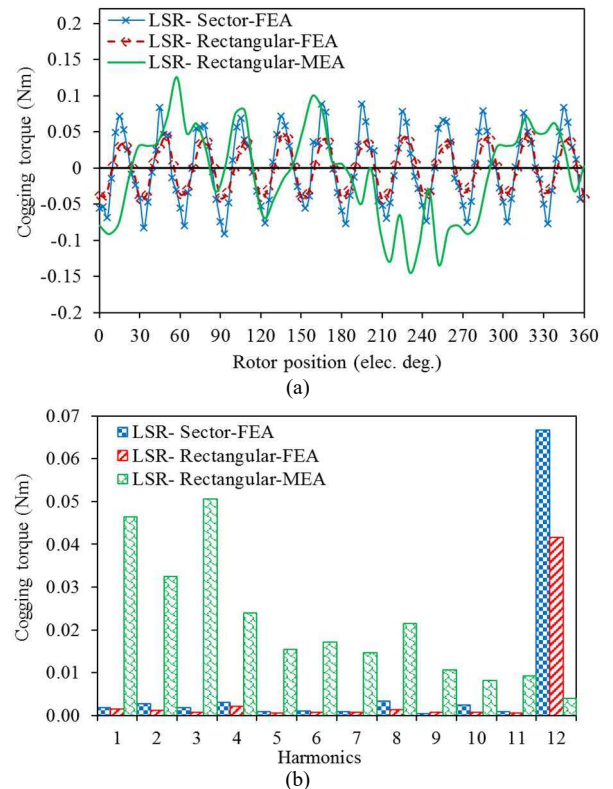 LSR- Sector-FEA
LSR- Rectangular-FEA
LSR- Rectangular-MEA
Cogging torque (Nm)
0.2
0.15
0.1
0.05
0
-0.05
-0.1
-0.15
-0.2
0 30 60 90 120 150 180 210 240 270 300 330 360
Rotor position (elec. deg.)
(a)
LSR- Sector-FEA
LSR- Rectangular-FEA
LSR- Rectangular-MEA
Cogging torque (Nm)
0.07
0.06
0.05
0.04
0.03
0.02
0.01
0.00
1 2 3 4 5 6 7 8 9 10 11 12
Harmonics
(b)